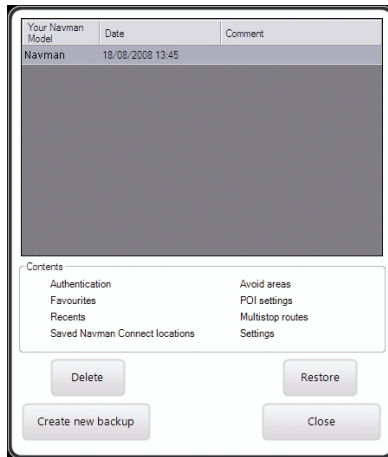 Your Navman Model Date Comment
Navman 18/08/2008 13:45
Contents
Authentication Avoid areas
Favourites POI settings
Recents Multistop routes
Saved Navman Connect locations Settings
Delete Restore
Create new backup Close